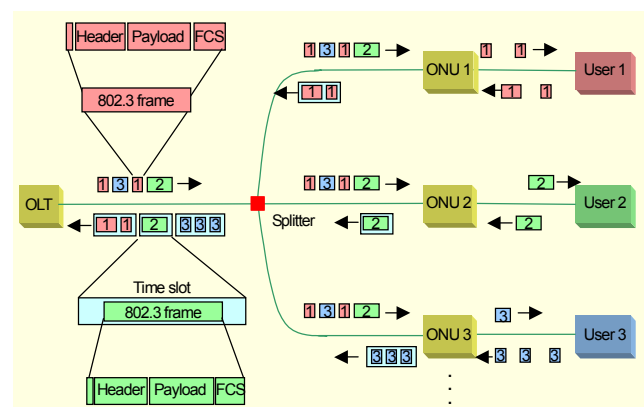 Header Payload FCS
802.3 frame
1 3 1 2
OLT
1 1 2 3 3 3
Time slot
802.3 frame
Header Payload FCS
Splitter
1 3 1 2
1 1
ONU 1
1 1
1 1
User 1
1 3 1 2
2
ONU 2
2
2
User 2
1 3 1 2
3 3 3
ONU 3
3
3 3 3
User 3